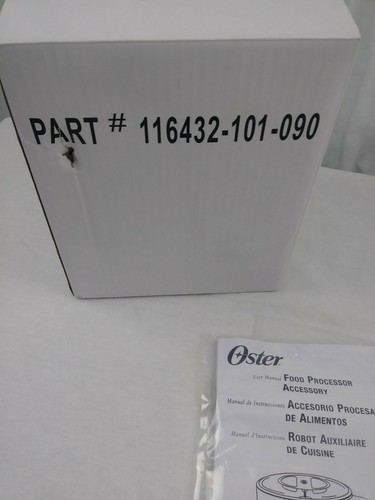 PART # 116432-101-090
Oster
User Manual FOOD PROCESSOR
ACCESSORY
Manual de Instrucciones ACCESORIO PROCESA
DE ALIMENTOS
Manuel d'Instructions ROBOT AUXILIAIRE
DE CUISINE